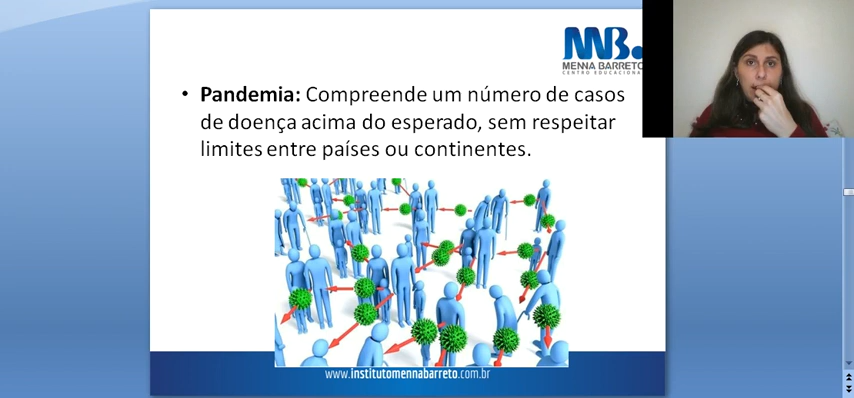 MB.
MENNA BARRETO
CENTRO EDUCACIONAL
• Pandemia: Compreende um número de casos
de doença acima do esperado, sem respeitar
limites entre países ou continentes.
www.institutomennabarreto.com.br